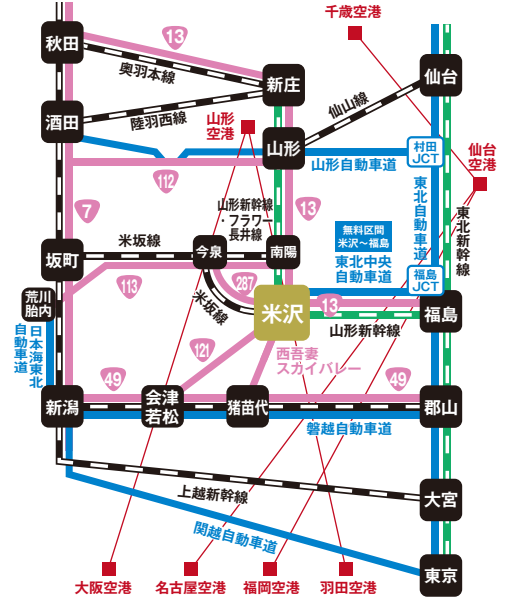 千歳空港
秋田
13
奥羽本線
新庄
仙台
仙山線
酒田
陸羽西線
山形
空港
山形
村田
JCT
仙台
空港
山形自動車道
112
東北自動車道
7
山形新幹線
・フラワー
長井線
13
東北新幹線
無料区間
米沢～福島
米坂線
坂町
今泉
南陽
東北中央
自動車道
福島
JCT
113
287
荒川
胎内
米坂線
米沢
13
福島
山形新幹線
日本海東北
自動車道
121
西吾妻
スカイバレー
49
49
新潟
会津
若松
猪苗代
郡山
磐越自動車道
上越新幹線
大宮
関越自動車道
東京
大阪空港
名古屋空港
福岡空港
羽田空港